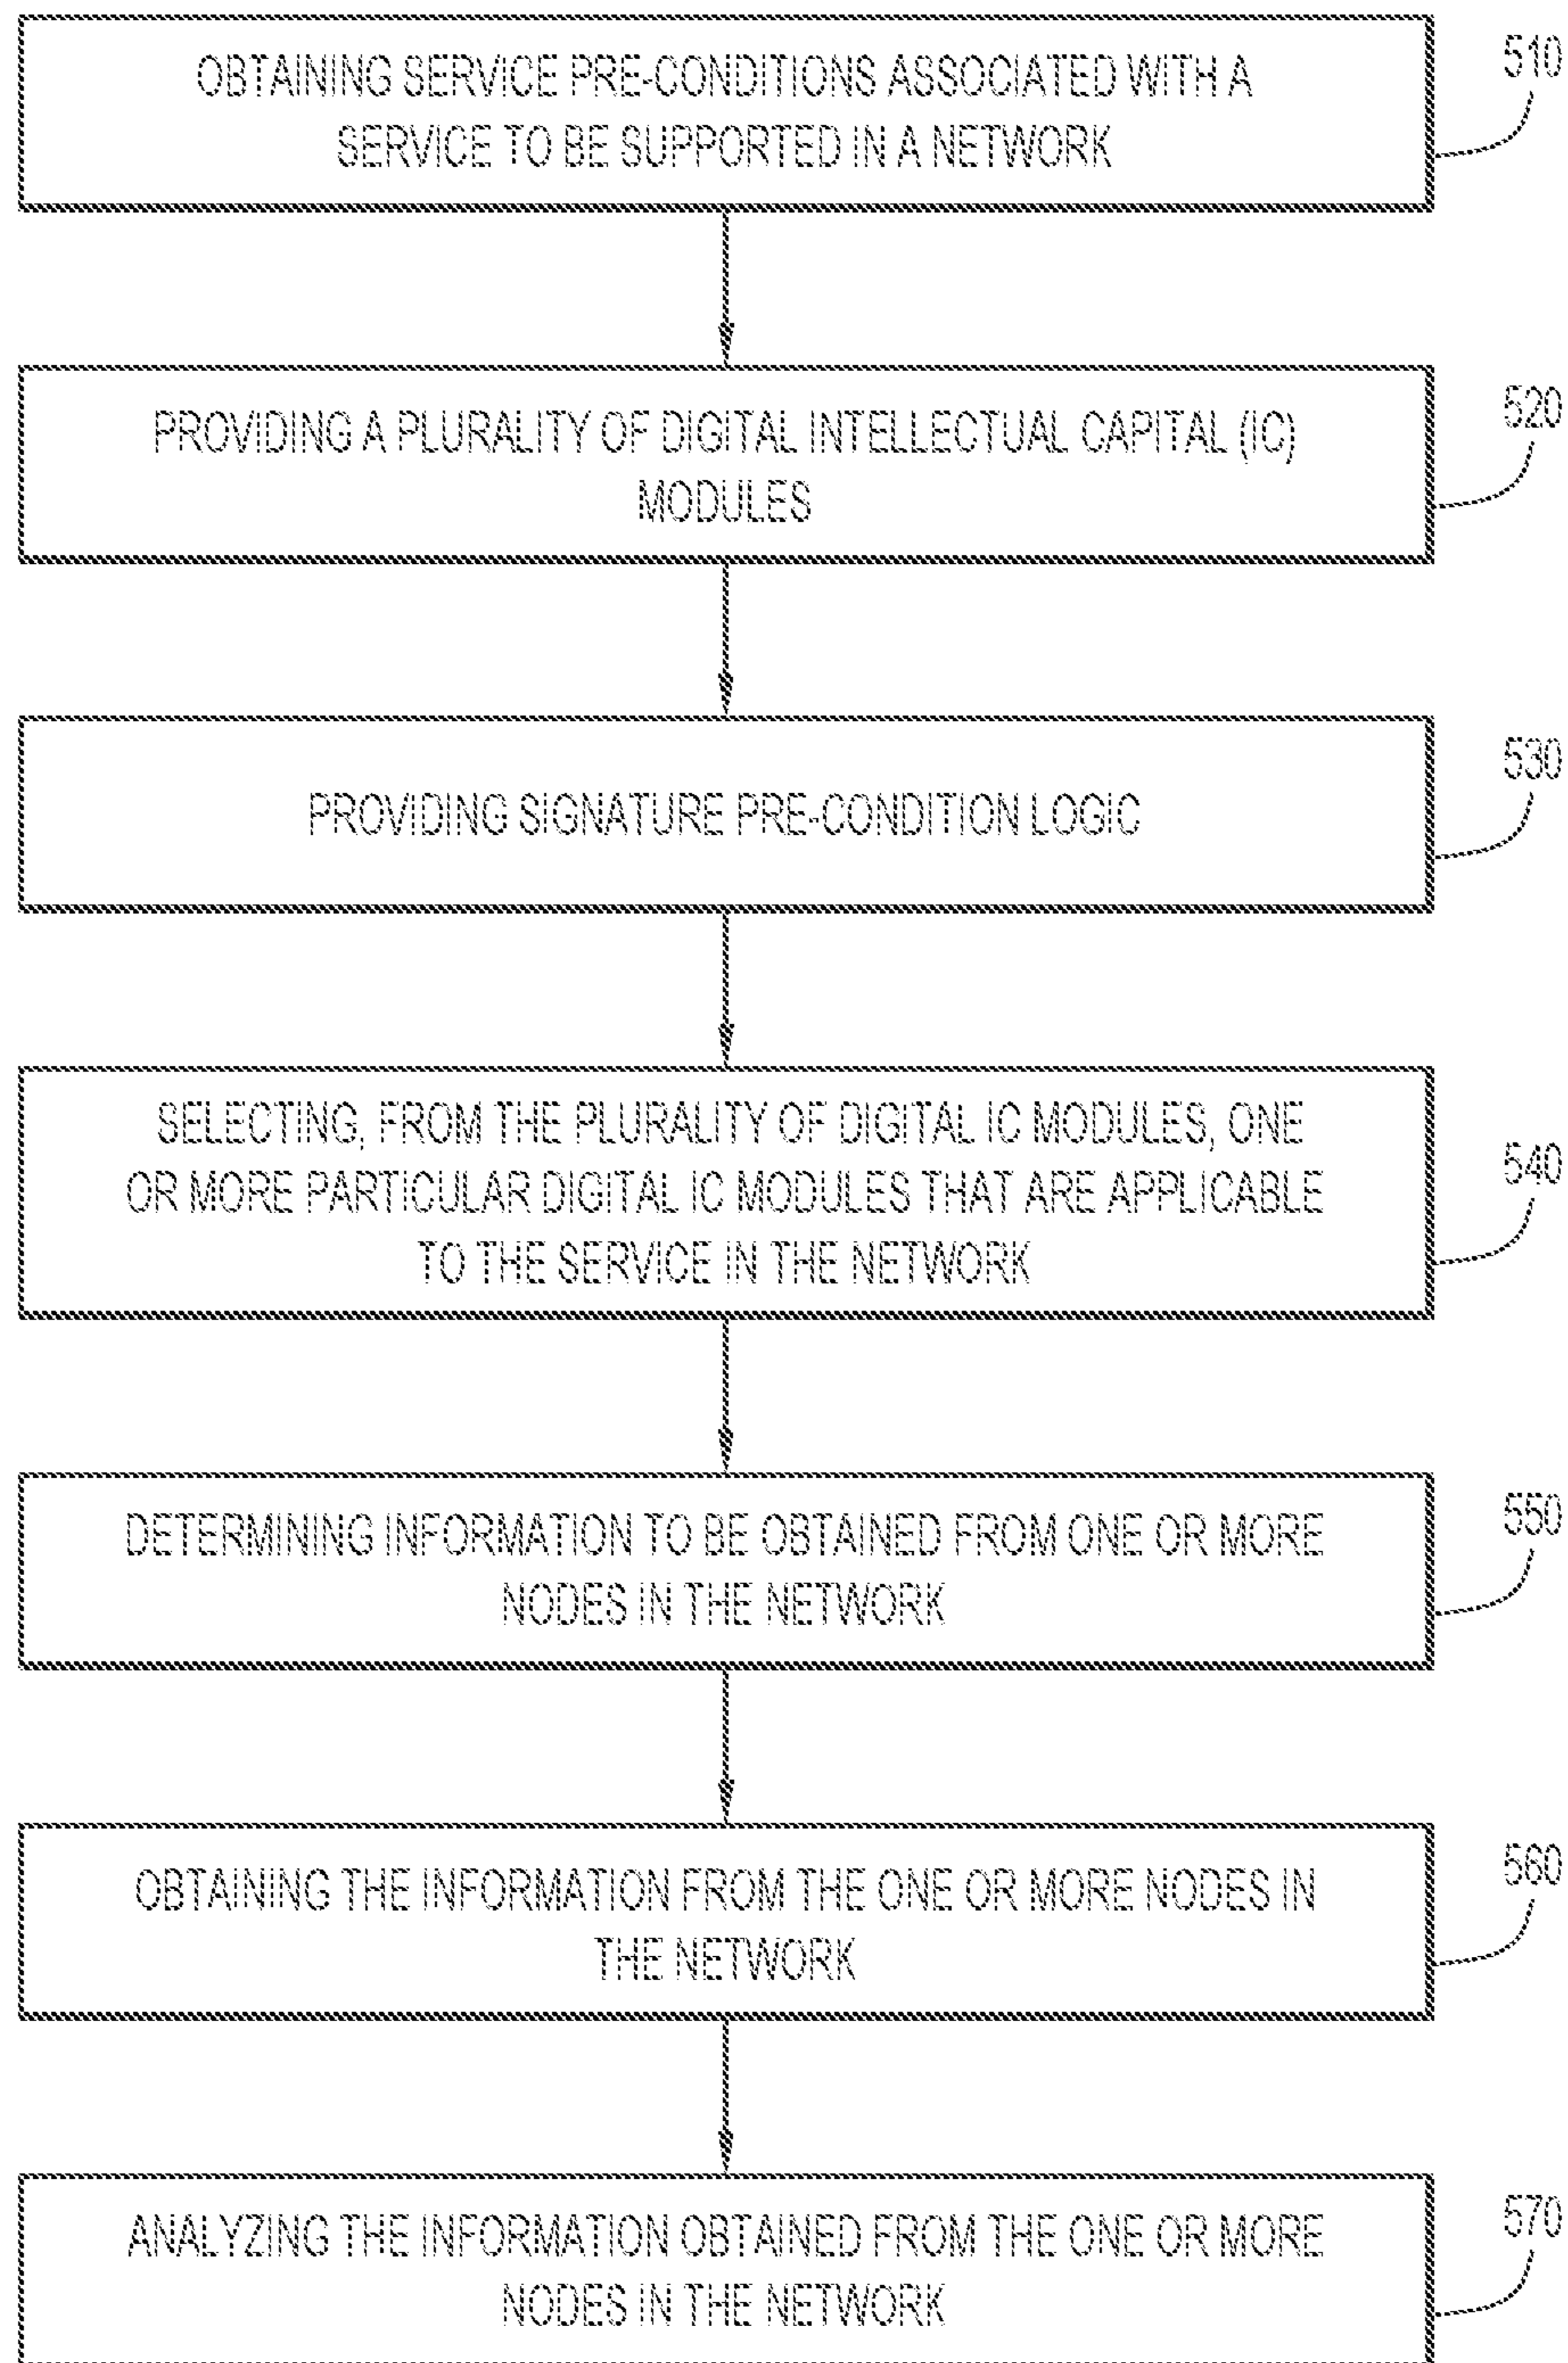 OBTAINING SERVICE PRE-CONDITIONS ASSOCIATED WITH A
SERVICE TO BE SUPPORTED IN A NETWORK
510
PROVIDING A PLURALITY OF DIGITAL INTELLECTUAL CAPITAL (IC)
MODULES
520
PROVIDING SIGNATURE PRE-CONDITION LOGIC
530
SELECTING, FROM THE PLURALITY OF DIGITAL IC MODULES, ONE
OR MORE PARTICULAR DIGITAL IC MODULES THAT ARE APPLICABLE
TO THE SERVICE IN THE NETWORK
540
DETERMINING INFORMATION TO BE OBTAINED FROM ONE OR MORE
NODES IN THE NETWORK
550
OBTAINING THE INFORMATION FROM THE ONE OR MORE NODES IN
THE NETWORK
560
ANALYZING THE INFORMATION OBTAINED FROM THE ONE OR MORE
NODES IN THE NETWORK
570